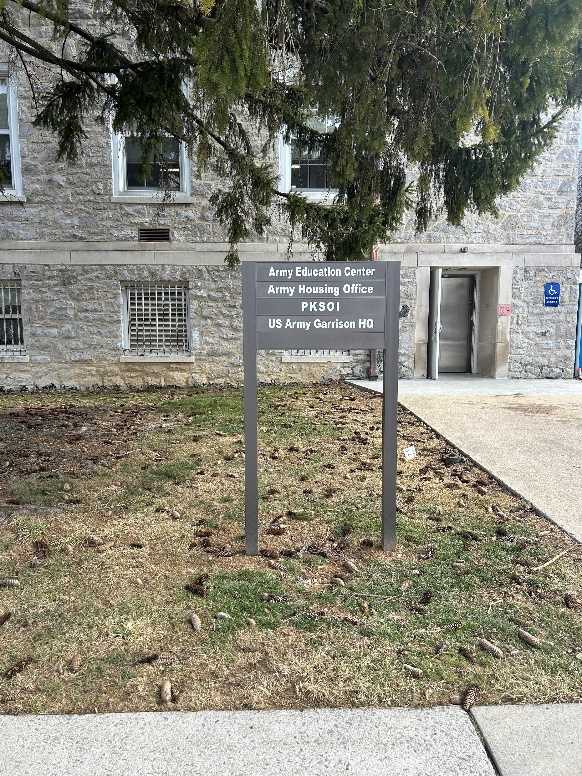 Army Education Center
Army Housing Office
PKSOI
US Army Garrison HQ